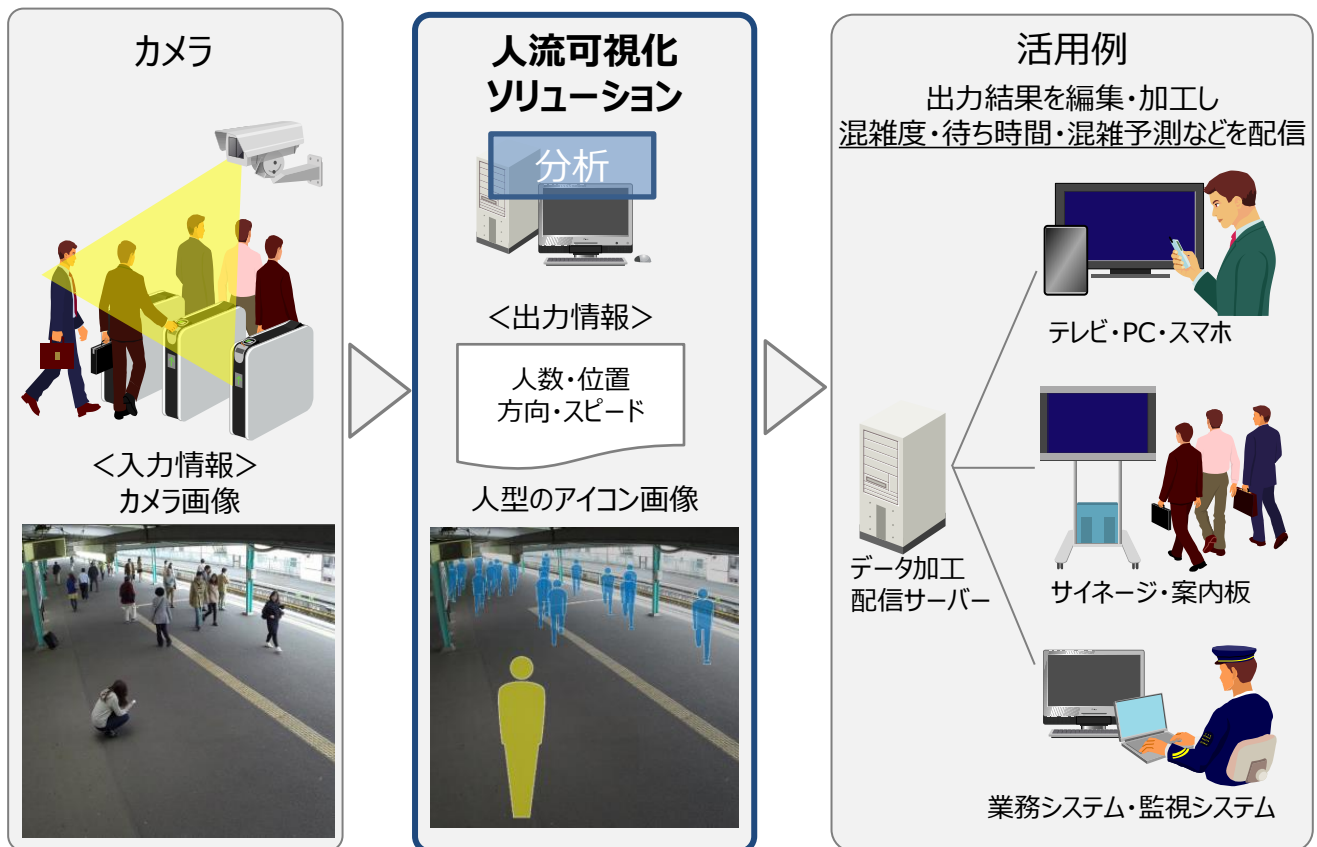 カメラ
＜入力情報＞
カメラ画像
人流可視化
ソリューション
分析
＜出力情報＞
人数・位置
方向・スピード
人型のアイコン画像
活用例
出力結果を編集・加工し
混雑度・待ち時間・混雑予測などを配信
テレビ・PC・スマホ
データ加工
配信サーバー
サイネージ・案内板
業務システム・監視システム